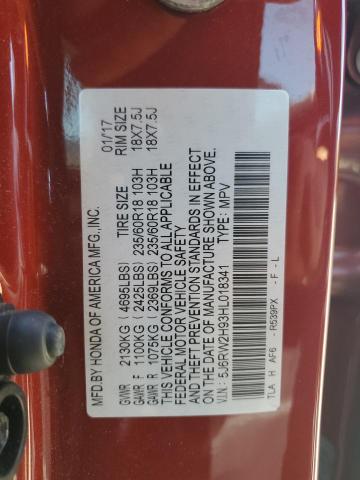 MFD.BY HONDA OF AMERICA MFG.,INC. 01/17
TIRE SIZE RIM SIZE
GVWR 2130KG (4695LBS)
GAWR F 1100KG (2425LBS) 235/60R18 103H 18X7.5J
GAWR R 1075KG (2369LBS) 235/60R18 103H 18X7.5J
THIS VEHICLE CONFORMS TO ALL APPLICABLE
FEDERAL MOTOR VEHICLE SAFETY
AND THEFT PREVENTION STANDARDS IN EFFECT
ON THE DATE OF MANUFACTURE SHOWN ABOVE.
V.I.N.: 5J6RW2H93HL018341 TYPE: MPV
TLA H AF6 - R539PX - F - L